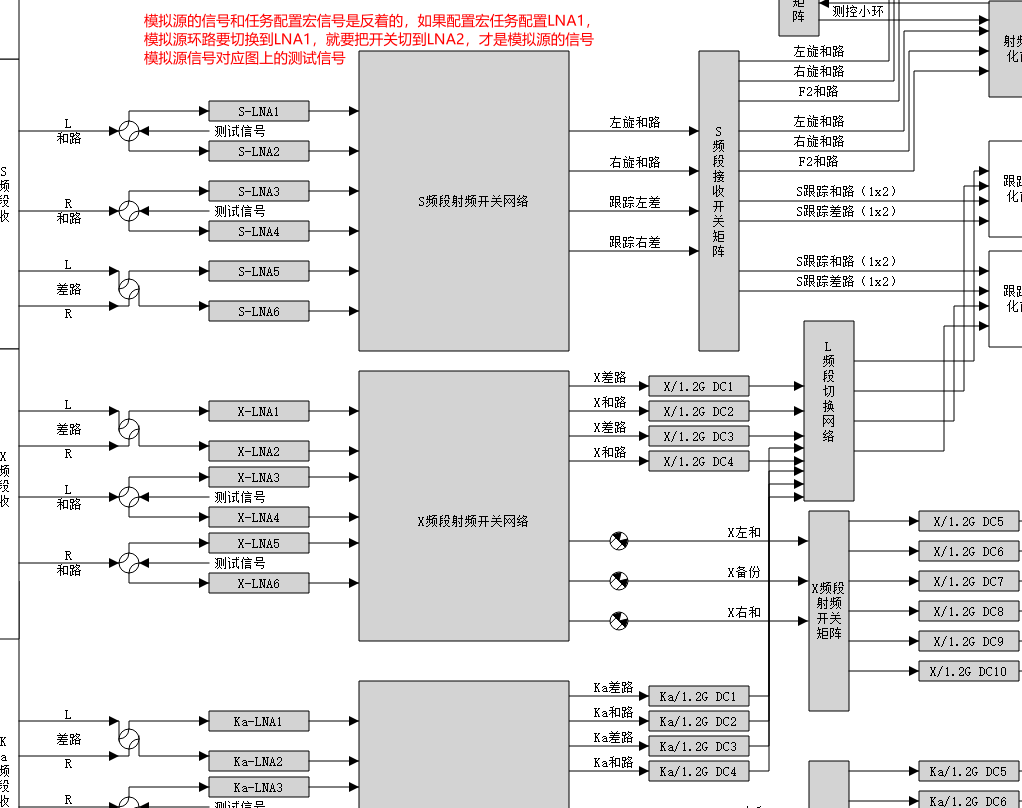 模拟源的信号和任务配置宏信号是反着的，如果配置宏任务配置LNA1，
模拟源环路要切换到LNA1，就要把开关切到LNA2，才是模拟源的信号
模拟源信号对应图上的测试信号
矩
阵
测控小环
射频
化前
左旋和路
右旋和路
F2和路
左旋和路
右旋和路
F2和路
S跟踪和路（1x2）
S跟踪差路（1x2）
S跟踪和路（1x2）
S跟踪差路（1x2）
跟踪
跟踪
S
频
段
收
L
和路
测试信号
S-LNA1
S-LNA2
R
和路
测试信号
S-LNA3
S-LNA4
L
差路
R
S-LNA5
S-LNA6
S频段射频开关网络
左旋和路
右旋和路
跟踪左差
跟踪右差
S
频
段
接
收
开
关
矩
阵
X
频
段
收
L
差路
R
X-LNA1
X-LNA2
L
和路
测试信号
X-LNA3
X-LNA4
R
和路
测试信号
X-LNA5
X-LNA6
X频段射频开关网络
X差路
X和路
X差路
X和路
X/1.2G DC1
X/1.2G DC2
X/1.2G DC3
X/1.2G DC4
L
频
段
切
换
网
络
X左和
X备份
X右和
X频段
射频
开关
矩阵
X/1.2G DC5
X/1.2G DC6
X/1.2G DC7
X/1.2G DC8
X/1.2G DC9
X/1.2G DC10
K
a
频
段
收
L
差路
R
Ka-LNA1
Ka-LNA2
R
测试信号
Ka-LNA3
Ka差路
Ka和路
Ka差路
Ka和路
Ka/1.2G DC1
Ka/1.2G DC2
Ka/1.2G DC3
Ka/1.2G DC4
Ka/1.2G DC5
Ka/1.2G DC6